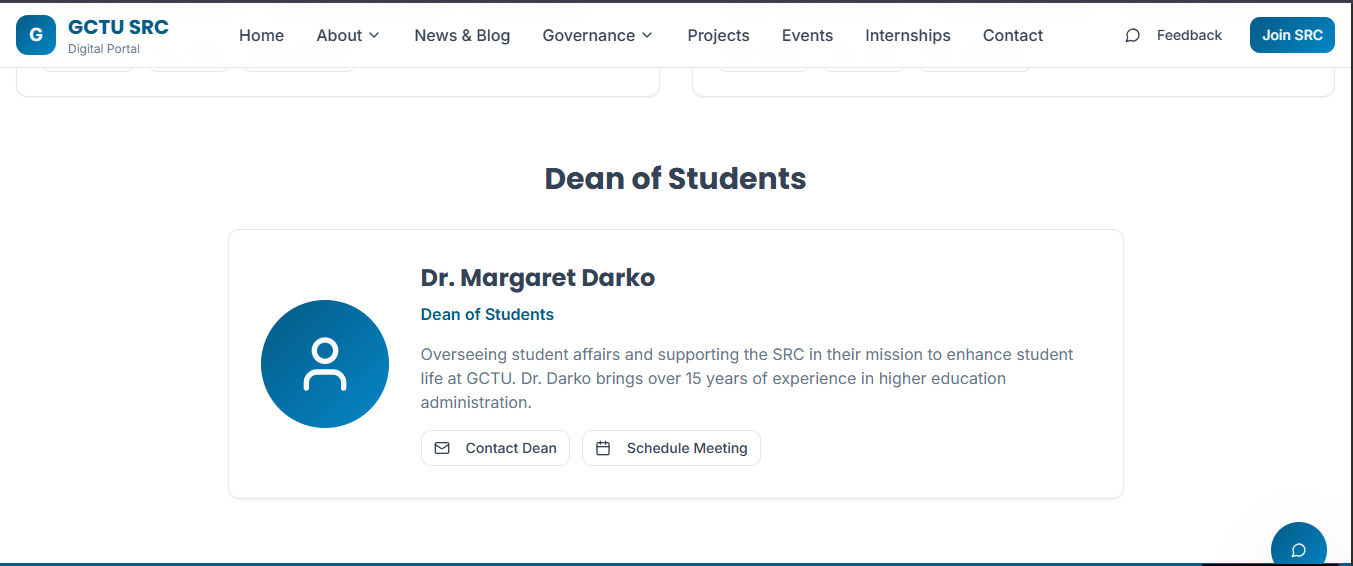 G
GCTU SRC
Digital Portal
Home
About
News & Blog
Governance
Projects
Events
Internships
Contact
Feedback
Join SRC
Dean of Students
Dr. Margaret Darko
Dean of Students
Overseeing student affairs and supporting the SRC in their mission to enhance student
life at GCTU. Dr. Darko brings over 15 years of experience in higher education
administration.
Contact Dean
Schedule Meeting